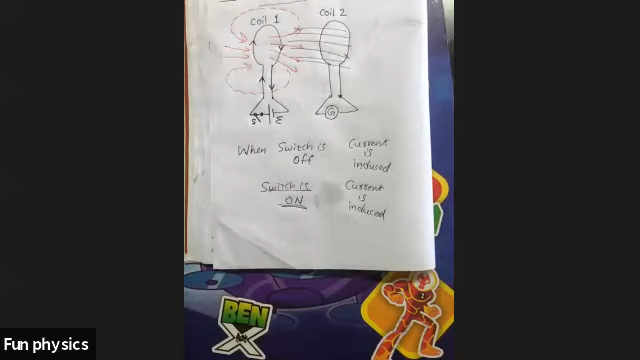 Coil 1 Coil 2
S E
G
When Switch is Current
off is
induced
Switch is Current
ON is
induced
BEN
Fun physics